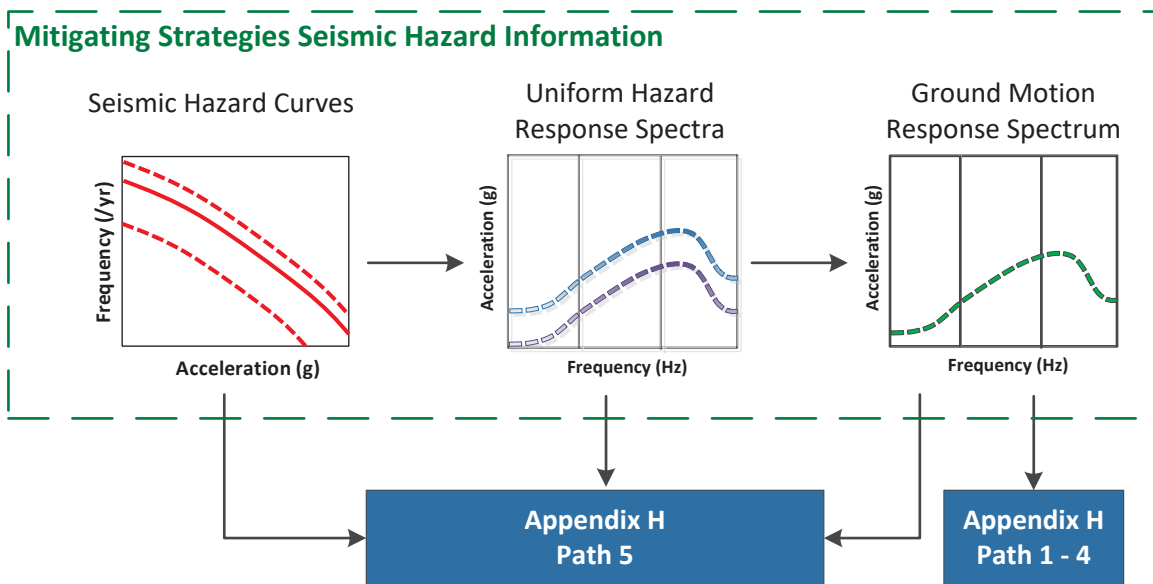 Mitigating Strategies Seismic Hazard Information
Seismic Hazard Curves
Frequency (/yr)
Acceleration (g)
Uniform Hazard
Response Spectra
Acceleration (g)
Frequency (Hz)
Ground Motion
Response Spectrum
Acceleration (g)
Frequency (Hz)
Appendix H
Path 5
Appendix H
Path 1 - 4